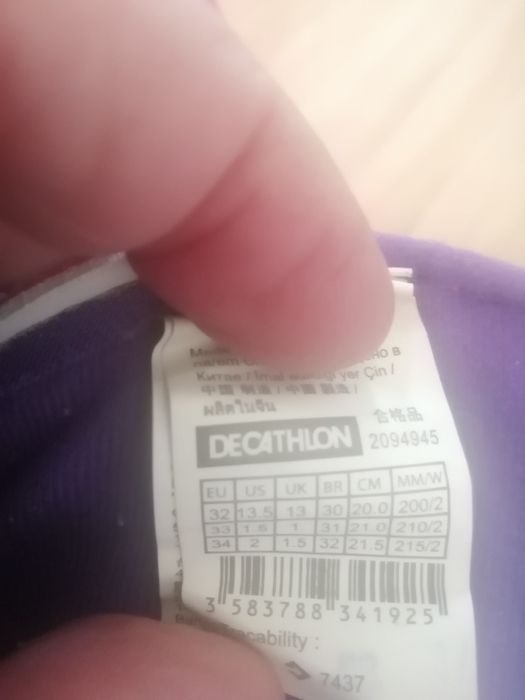 Китае / Imal edildiği yer Çin /
中国 制造 / 中國 製造 /
ผลิตในจีน
合格品
DECATHLON 2094945
EU US UK BR CM MM/W
32 13.5 13 30 20.0 200/2
33 1.5 1 31 21.0 210/2
34 2 1.5 32 21.5 215/2
3 583788 341925
7437